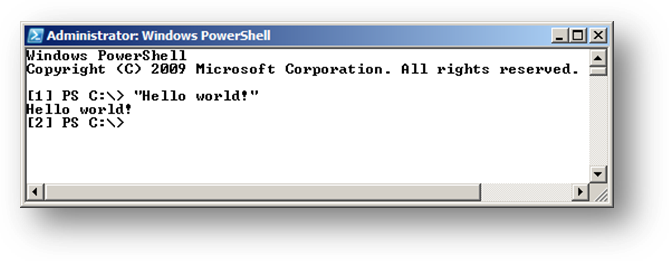 Administrator: Windows PowerShell
Windows PowerShell
Copyright (C) 2009 Microsoft Corporation. All rights reserved.
[1] PS C:\> "Hello world!"
Hello world!
[2] PS C:\>